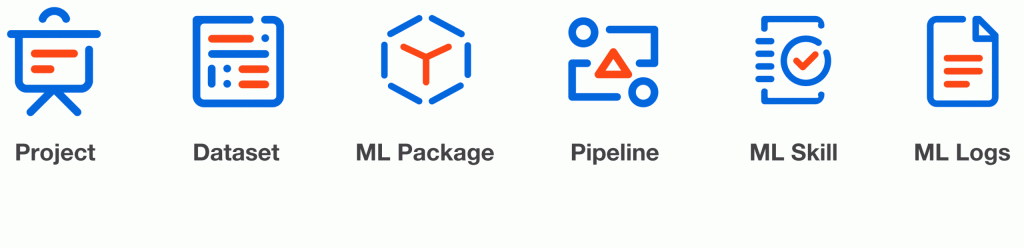 Project
Dataset
ML Package
Pipeline
ML Skill
ML Logs